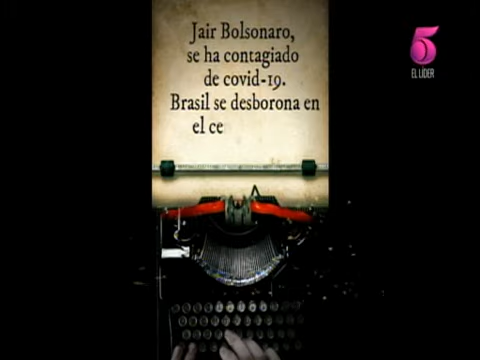 Jair Bolsonaro,
se ha contagiado
de covid-19.
Brasil se desborona en
el ce
5
EL LÍDER